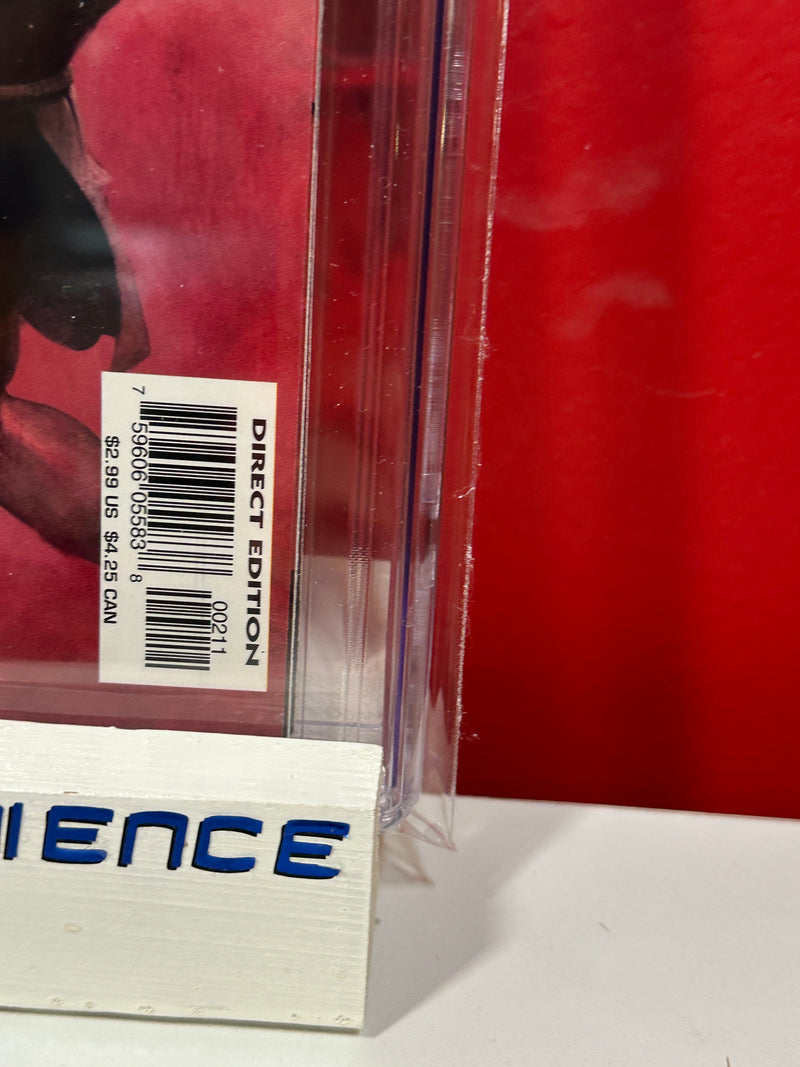 DIRECT EDITION
00211
7 59606 05583 8
$2.99 US $4.25 CAN
IENCE